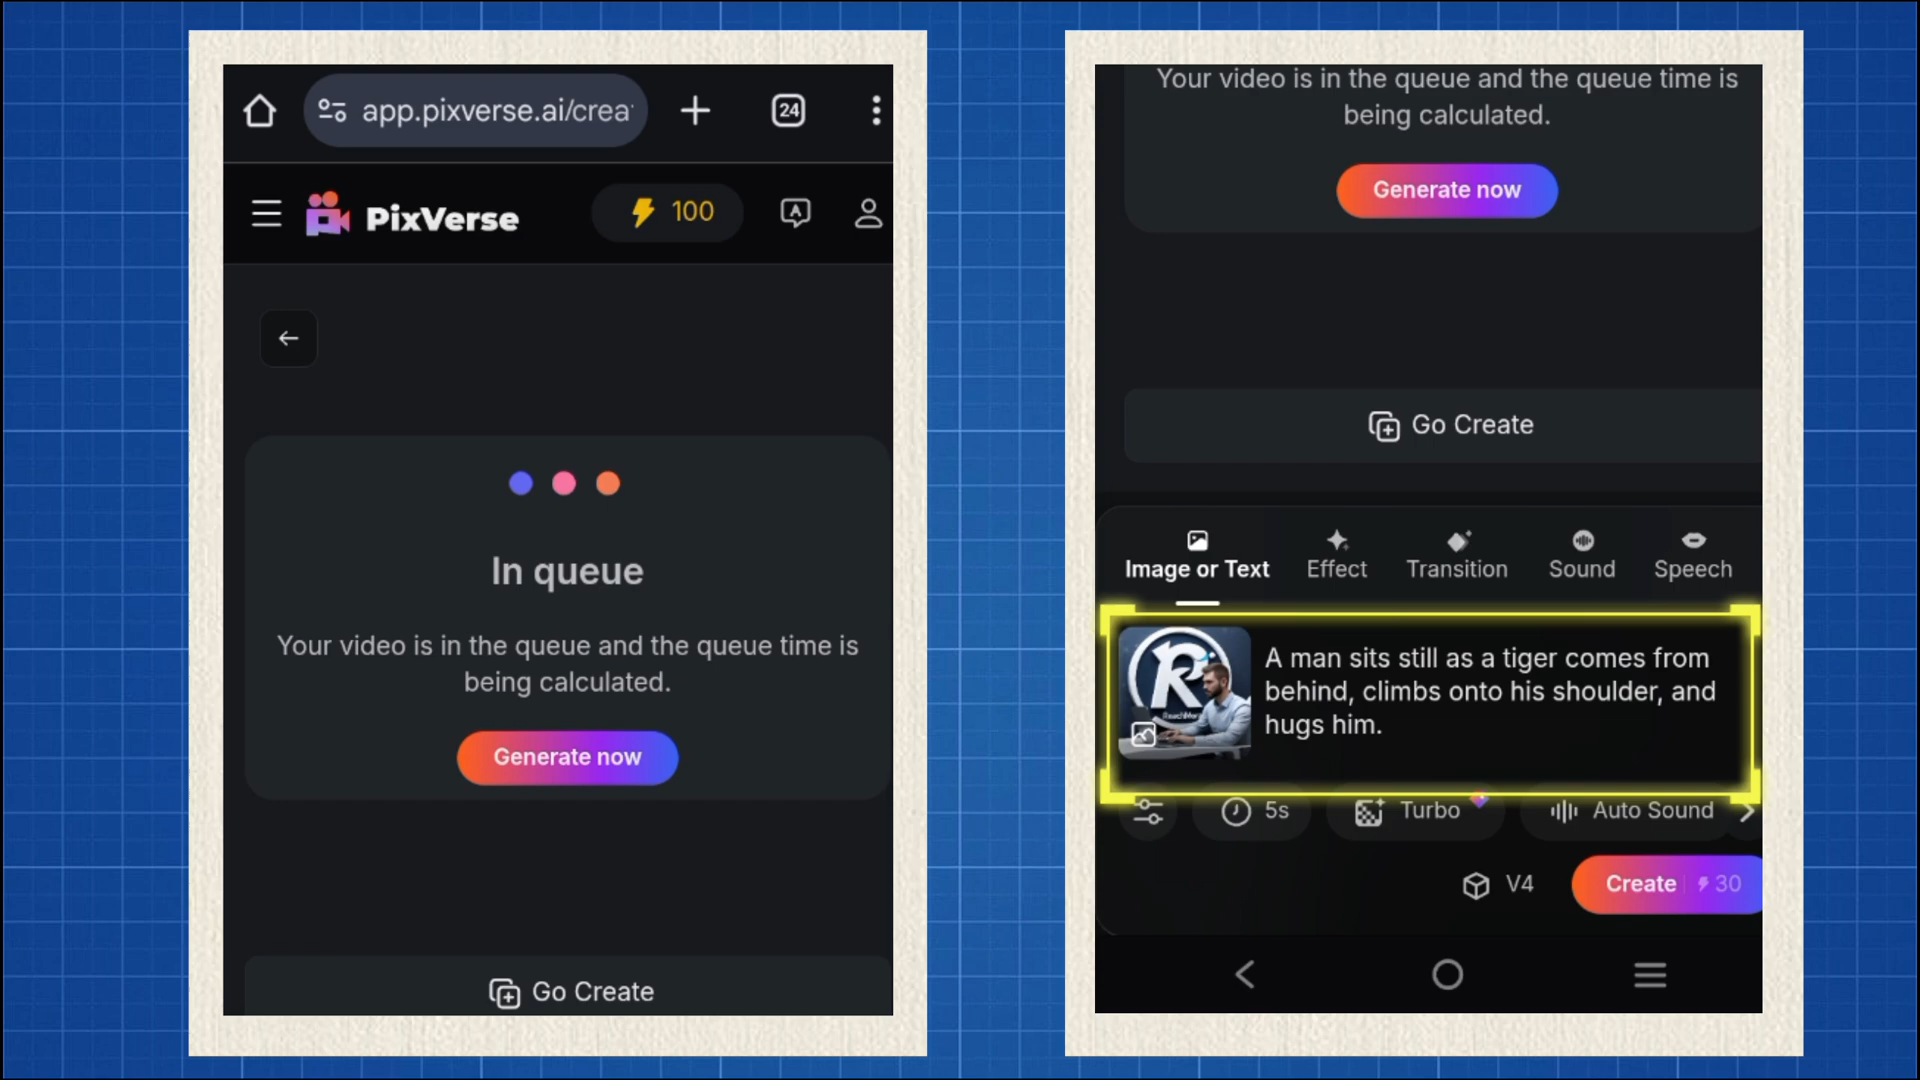 app.pixverse.ai/crea
24
PixVerse
100
In queue
Your video is in the queue and the queue time is
being calculated.
Generate now
Go Create
Your video is in the queue and the queue time is
being calculated.
Generate now
Go Create
Image or Text
Effect
Transition
Sound
Speech
R
A man sits still as a tiger comes from
behind, climbs onto his shoulder, and
hugs him.
5s
Turbo
Auto Sound
V4
Create
30